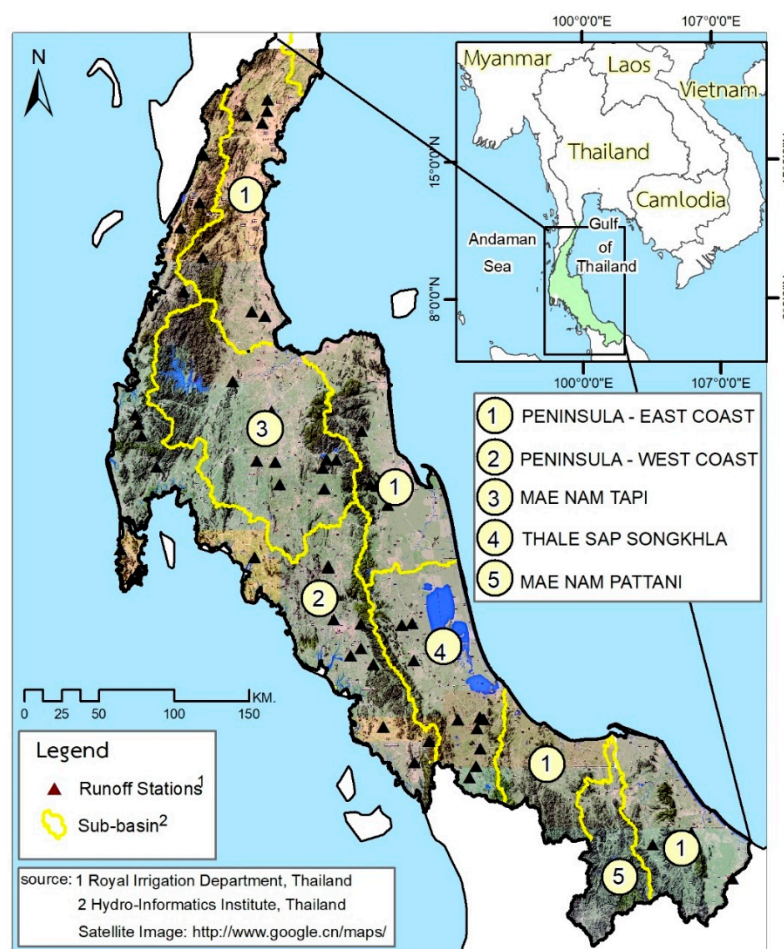 100°0'0"E 107°0'0"E
N
Myanmar
Laos
Vietnam
Thailand
15°0'0"N
Camlodia
Andaman
Sea
Gulf
of
Thailand
8°0'0"N
100°0'0"E 107°0'0"E
1
1 PENINSULA - EAST COAST
2 PENINSULA - WEST COAST
3 MAE NAM TAPI
4 THALE SAP SONGKHLA
5 MAE NAM PATTANI
3
1
2
4
0 25 50 100 150
KM.
Legend
Runoff Stations1
Sub-basin2
1
1
5
source: 1 Royal Irrigation Department, Thailand
2 Hydro-Informatics Institute, Thailand
Satellite Image: http://www.google.cn/maps/